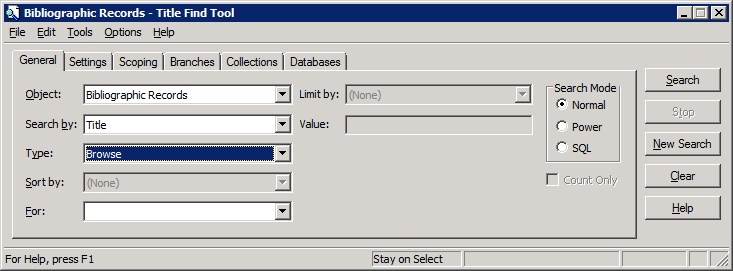 Bibliographic Records - Title Find Tool
File Edit Tools Options Help
General Settings Scoping Branches Collections Databases
Object: Bibliographic Records Limit by: (None) Search Mode Search
Normal
Search by: Title Value: Power Stop
Type: Browse SQL New Search
Sort by: (None) Count Only Clear
For: Help
For Help, press F1 Stay on Select